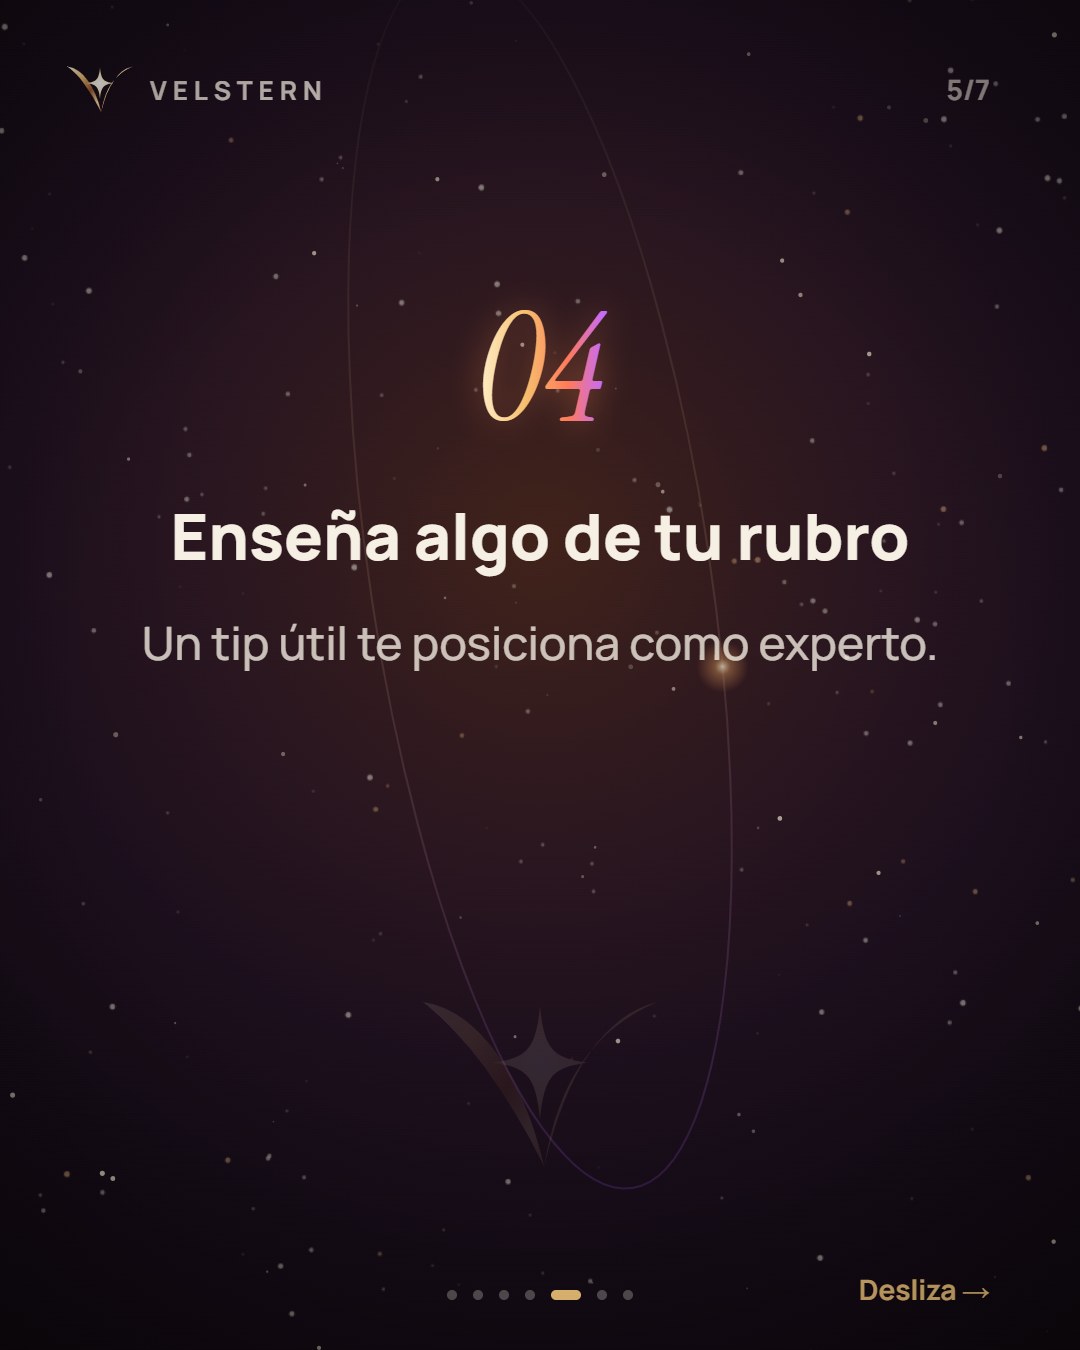 VELSTERN
5/7
04
Enseña algo de tu rubro
Un tip útil te posiciona como experto.
Desliza →